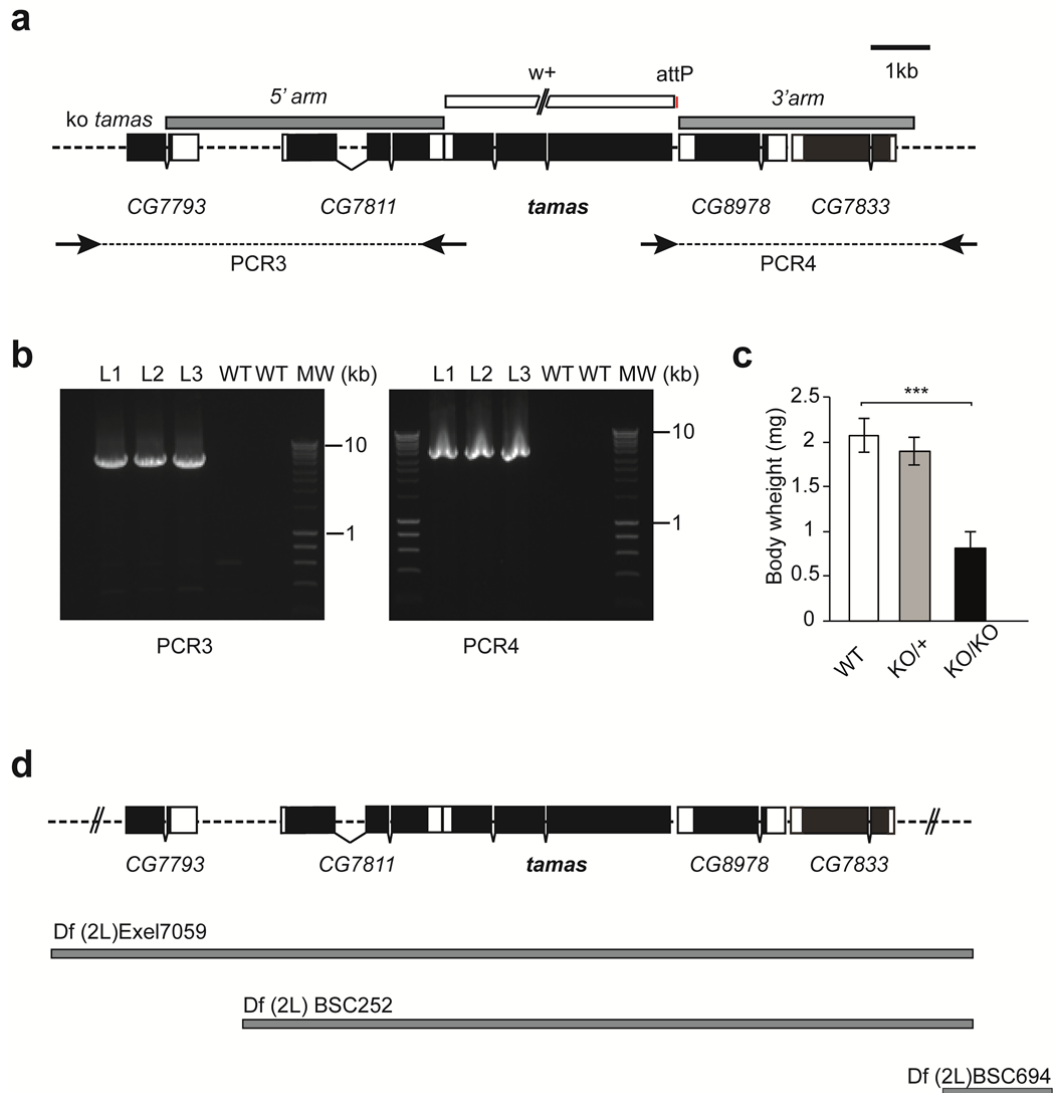 a
1kb
w+
attP
5' arm
3'arm
ko tamas
CG7793 CG7811 tamas CG8978 CG7833
PCR3 PCR4
b
L1 L2 L3 WT WT MW (kb)
10
1
PCR3
L1 L2 L3 WT WT MW (kb)
10
1
PCR4
c
***
Body wheight (mg)
2.5
2
1.5
1
0.5
0
WT KO/+ KO/KO
d
CG7793 CG7811 tamas CG8978 CG7833
Df (2L)Exel7059
Df (2L) BSC252
Df (2L)BSC694